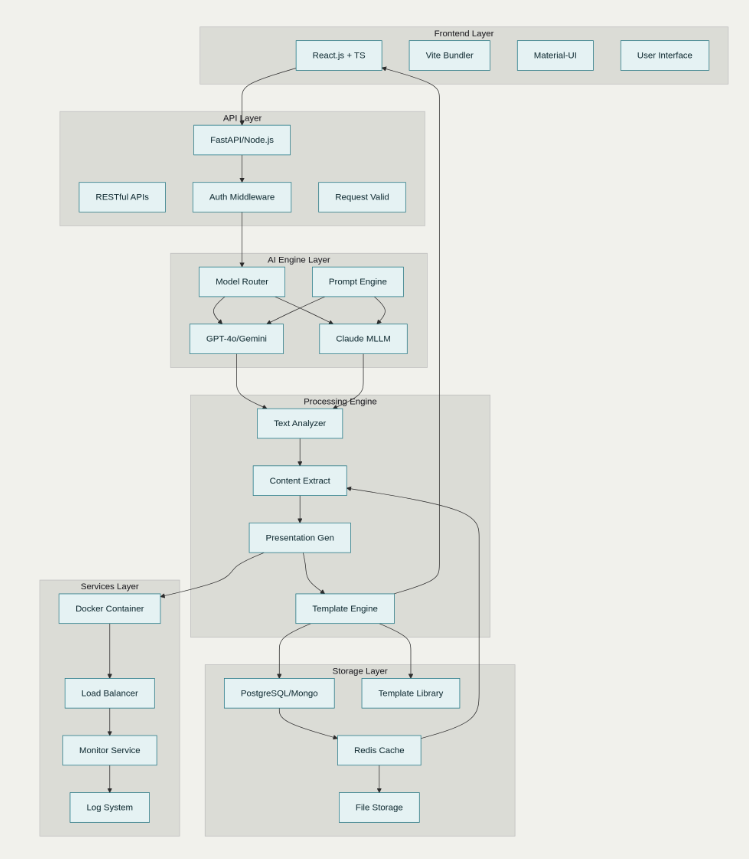 Frontend Layer
React.js + TS
Vite Bundler
Material-UI
User Interface
API Layer
FastAPI/Node.js
RESTful APIs
Auth Middleware
Request Valid
AI Engine Layer
Model Router
Prompt Engine
GPT-4o/Gemini
Claude MLLM
Processing Engine
Text Analyzer
Content Extract
Presentation Gen
Template Engine
Services Layer
Docker Container
Load Balancer
Monitor Service
Log System
Storage Layer
PostgreSQL/Mongo
Template Library
Redis Cache
File Storage